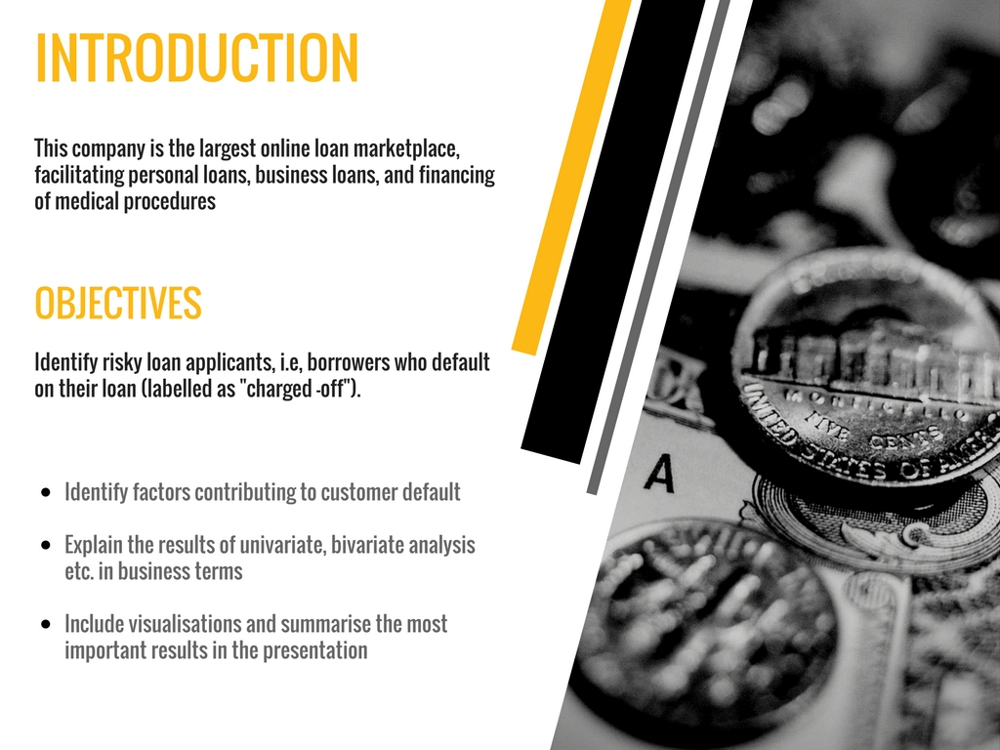 INTRODUCTION
This company is the largest online loan marketplace,
facilitating personal loans, business loans, and financing
of medical procedures
OBJECTIVES
Identify risky loan applicants, i.e, borrowers who default
on their loan (labelled as "charged -off").
• Identify factors contributing to customer default
• Explain the results of univariate, bivariate analysis
etc. in business terms
• Include visualisations and summarise the most
important results in the presentation
A
MONTICELLO
FIVE CENTS
UNITED STATES OF AMERICA